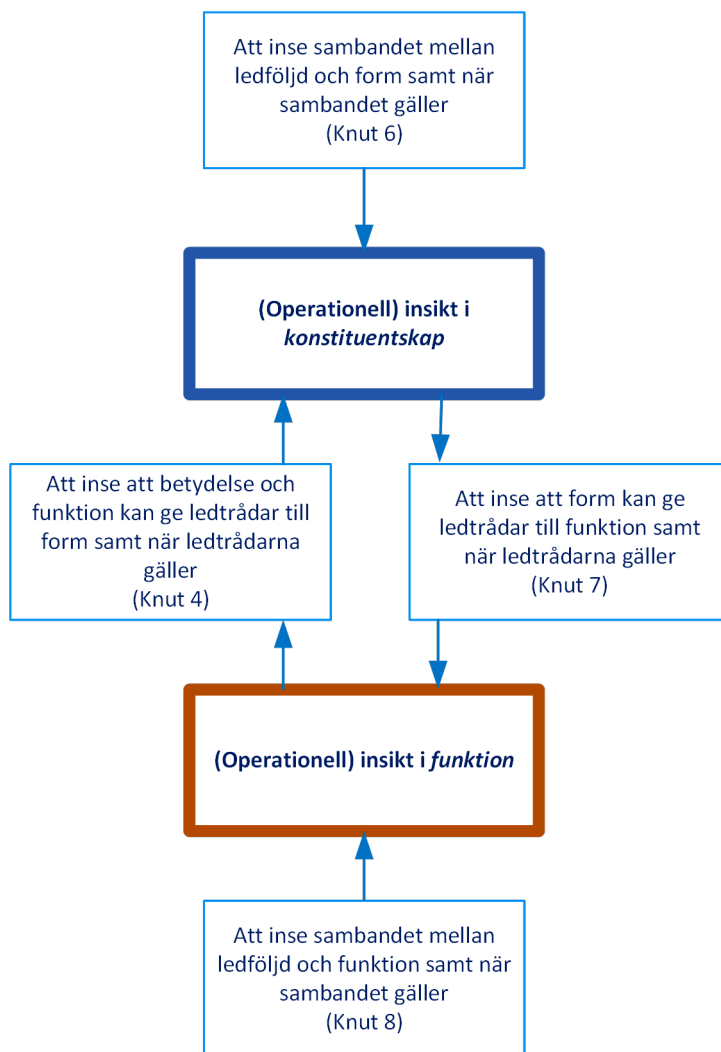 Att inse sambandet mellan
ledföljd och form samt när
sambandet gäller
(Knut 6)
(Operationell) insikt i
konstituentskap
Att inse att betydelse och
funktion kan ge ledtrådar till
form samt när ledtrådarna
gäller
(Knut 4)
Att inse att form kan ge
ledtrådar till funktion samt
när ledtrådarna gäller
(Knut 7)
(Operationell) insikt i funktion
Att inse sambandet mellan
ledföljd och funktion samt när
sambandet gäller
(Knut 8)